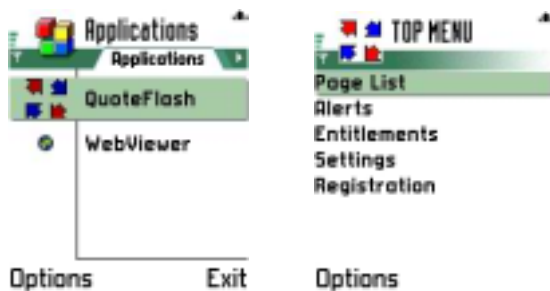 Applications
Applications
QuoteFlash
WebViewer
Options Exit
TOP MENU
Page List
Alerts
Entitlements
Settings
Registration
Options